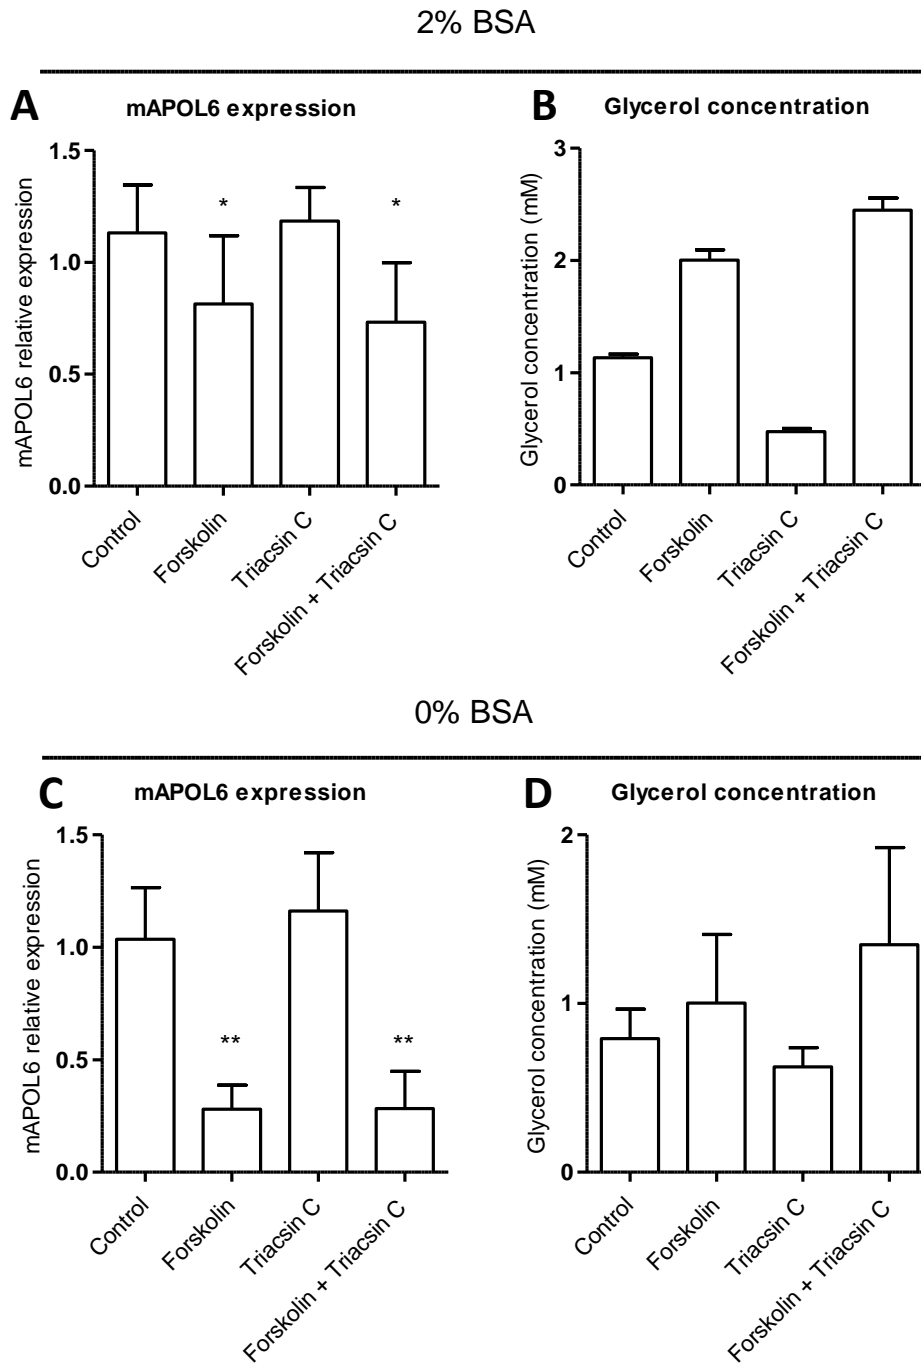 2% BSA
A
mAPOL6 expression
mAPOL6 relative expression
1.5
1.0
0.5
0.0
*
*
Control
Forskolin
Triacsin C
Forskolin + Triacsin C
B
Glycerol concentration
Glycerol concentration (mM)
3
2
1
0
Control
Forskolin
Triacsin C
Forskolin + Triacsin C
0% BSA
C
mAPOL6 expression
mAPOL6 relative expression
1.5
1.0
0.5
0.0
**
**
Control
Forskolin
Triacsin C
Forskolin + Triacsin C
D
Glycerol concentration
Glycerol concentration (mM)
2
1
0
Control
Forskolin
Triacsin C
Forskolin + Triacsin C